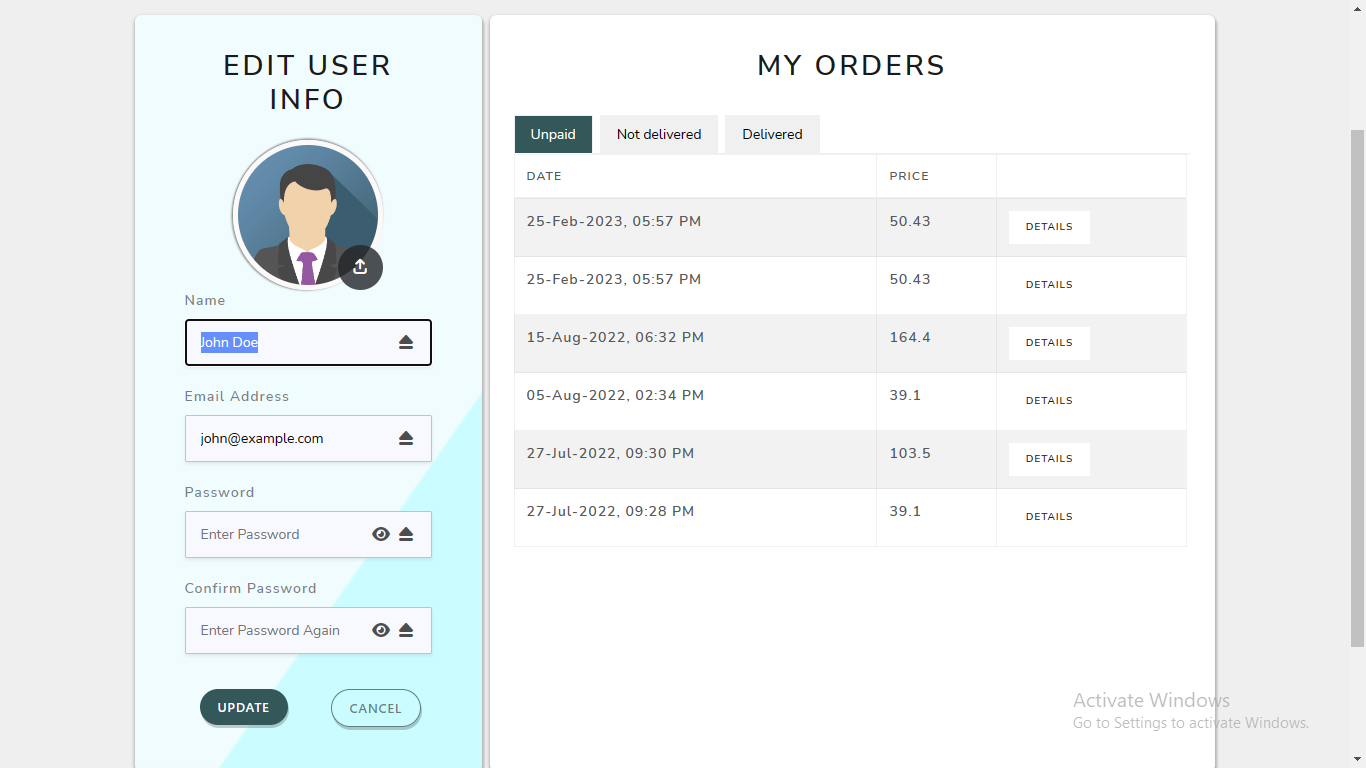 EDIT USER
INFO
Name
John Doe
Email Address
john@example.com
Password
Enter Password
Confirm Password
Enter Password Again
UPDATE CANCEL
MY ORDERS
Unpaid Not delivered Delivered
DATE PRICE
25-Feb-2023, 05:57 PM 50.43 DETAILS
25-Feb-2023, 05:57 PM 50.43 DETAILS
15-Aug-2022, 06:32 PM 164.4 DETAILS
05-Aug-2022, 02:34 PM 39.1 DETAILS
27-Jul-2022, 09:30 PM 103.5 DETAILS
27-Jul-2022, 09:28 PM 39.1 DETAILS
Activate Windows
Go to Settings to activate Windows.